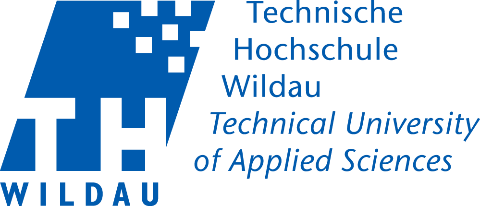 TH
WILDAU
Technische
Hochschule
Wildau
Technical University
of Applied Sciences